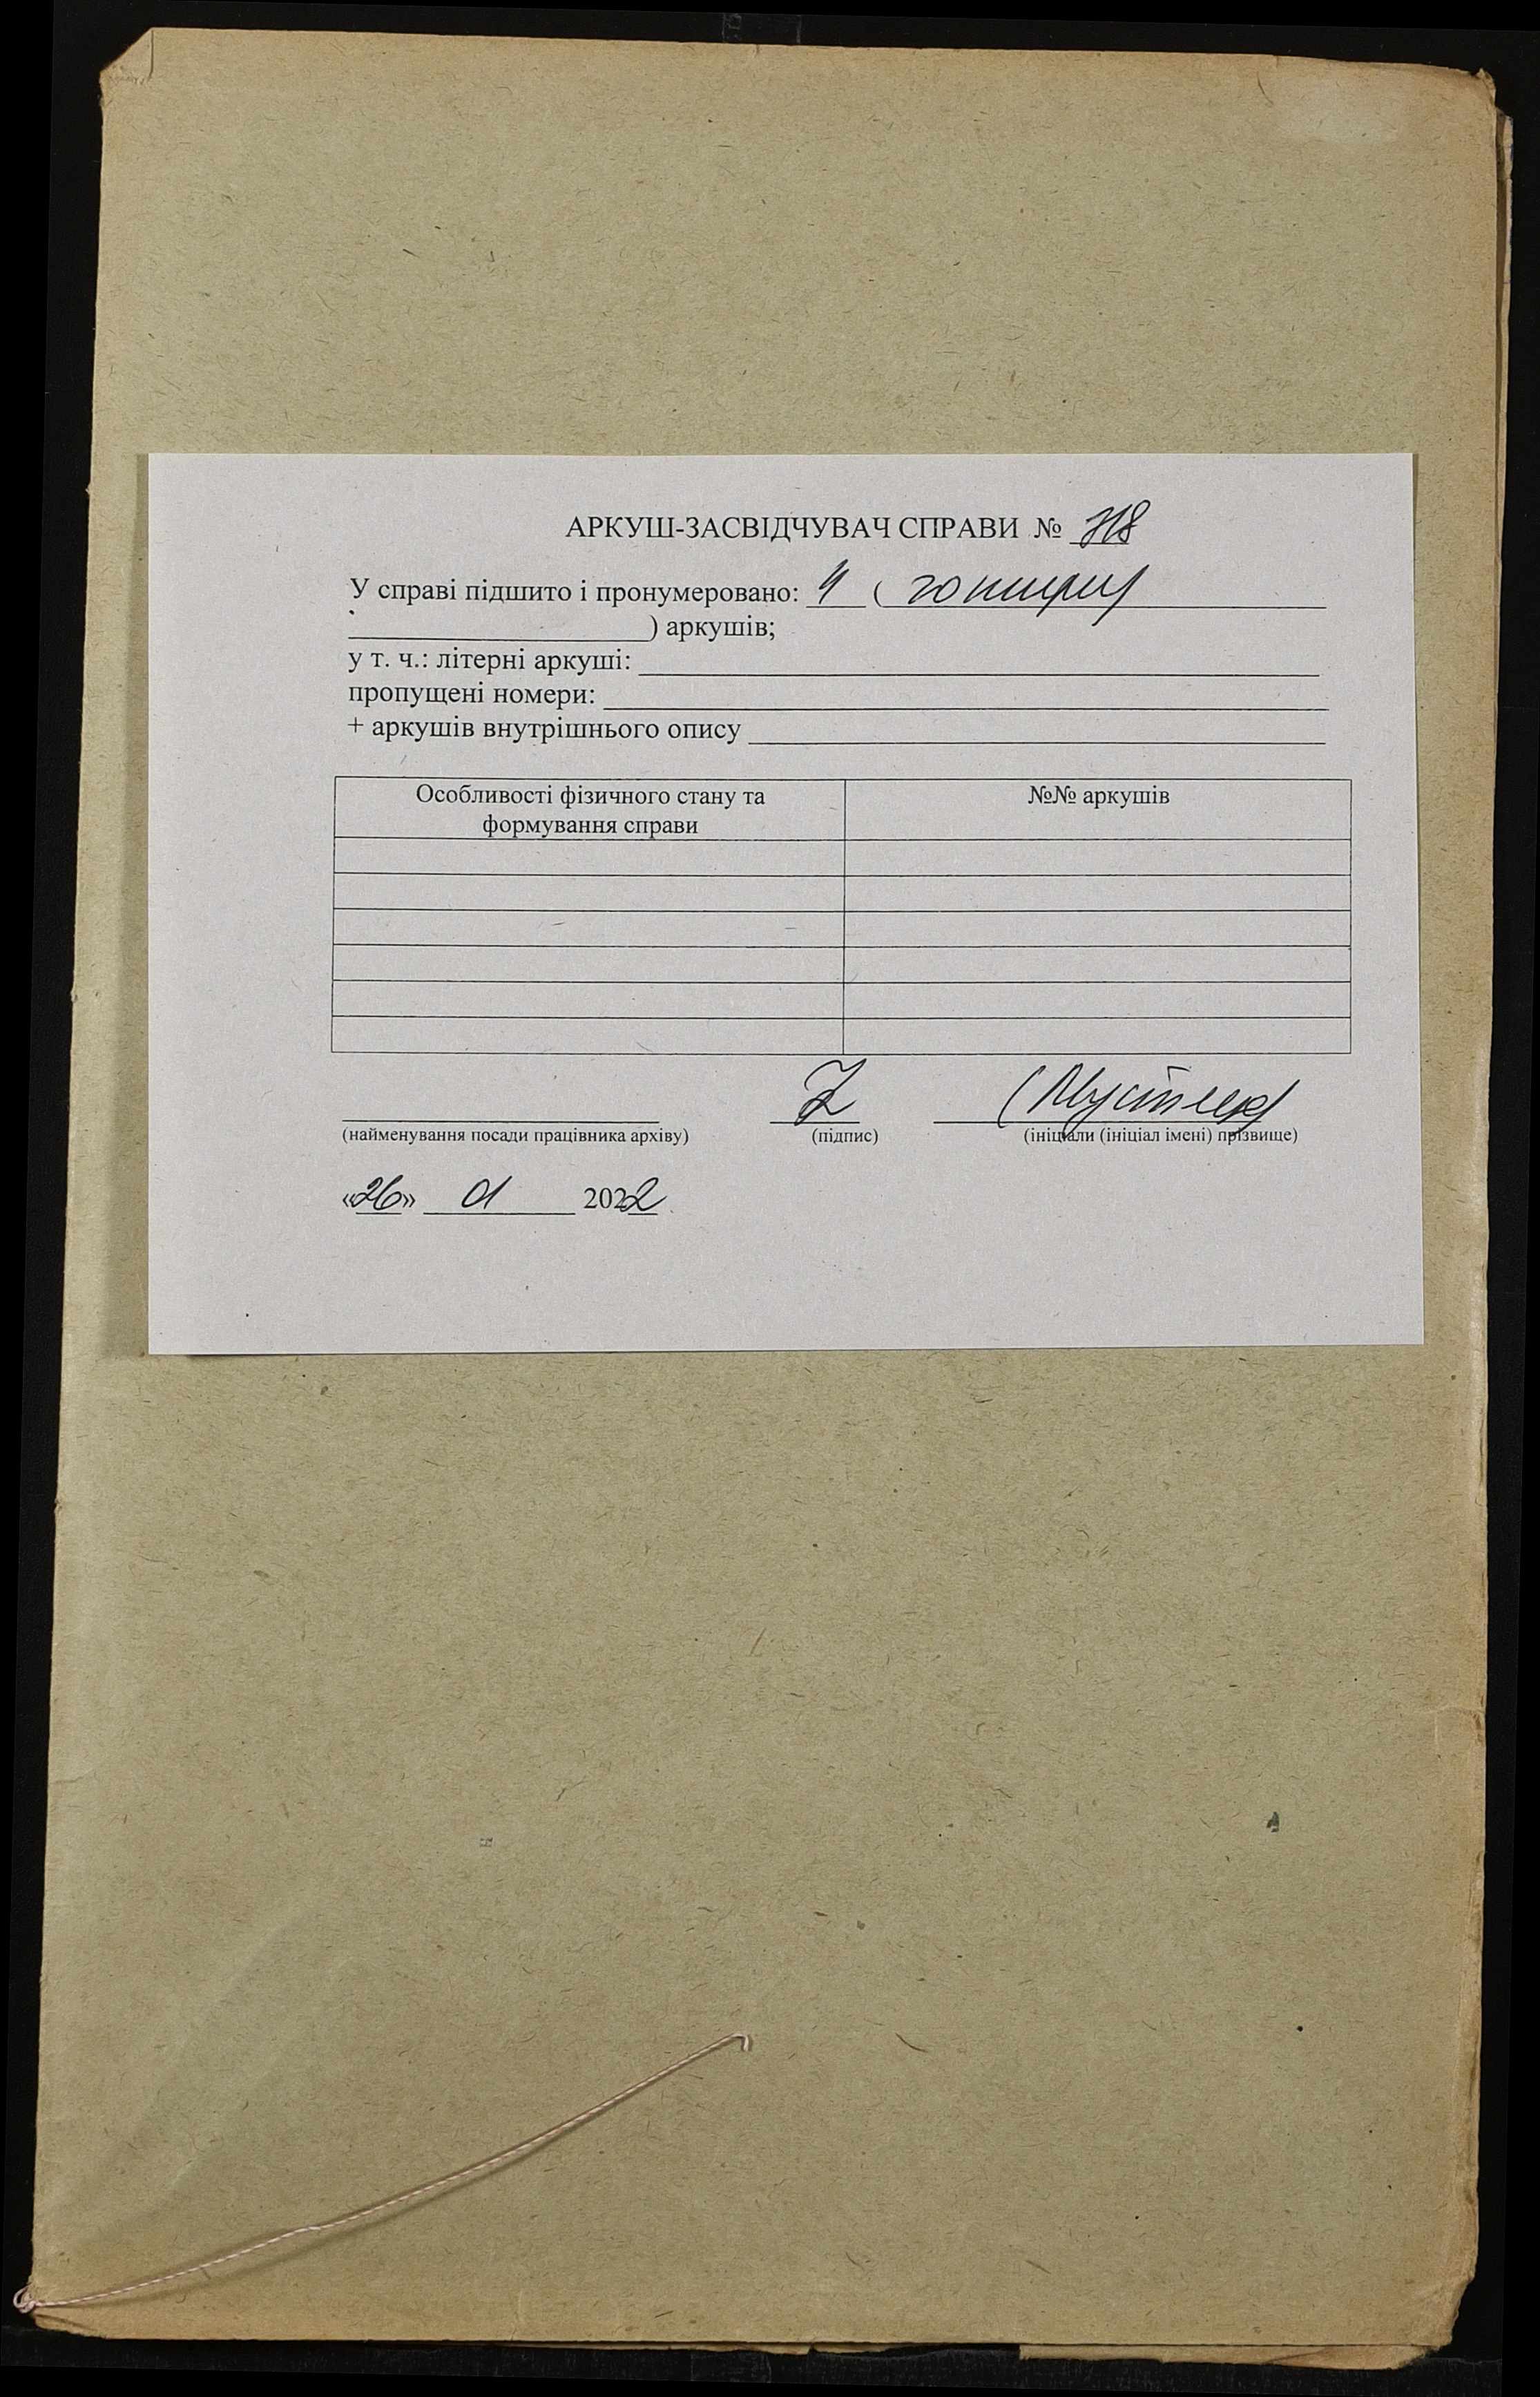 АРКУШ-ЗАСВІДЧУВАЧ СПРАВИ № 318
У справі підшито і пронумеровано: 4 ( чотири
) аркушів;
у т. ч.: літерні аркуші:
пропущені номери:
+ аркушів внутрішнього опису
Особливості фізичного стану та
формування справи
№№ аркушів
(найменування посади працівника архіву)
(підпис)
(ініціали (ініціал імені) прізвище)
«26» 01 2022